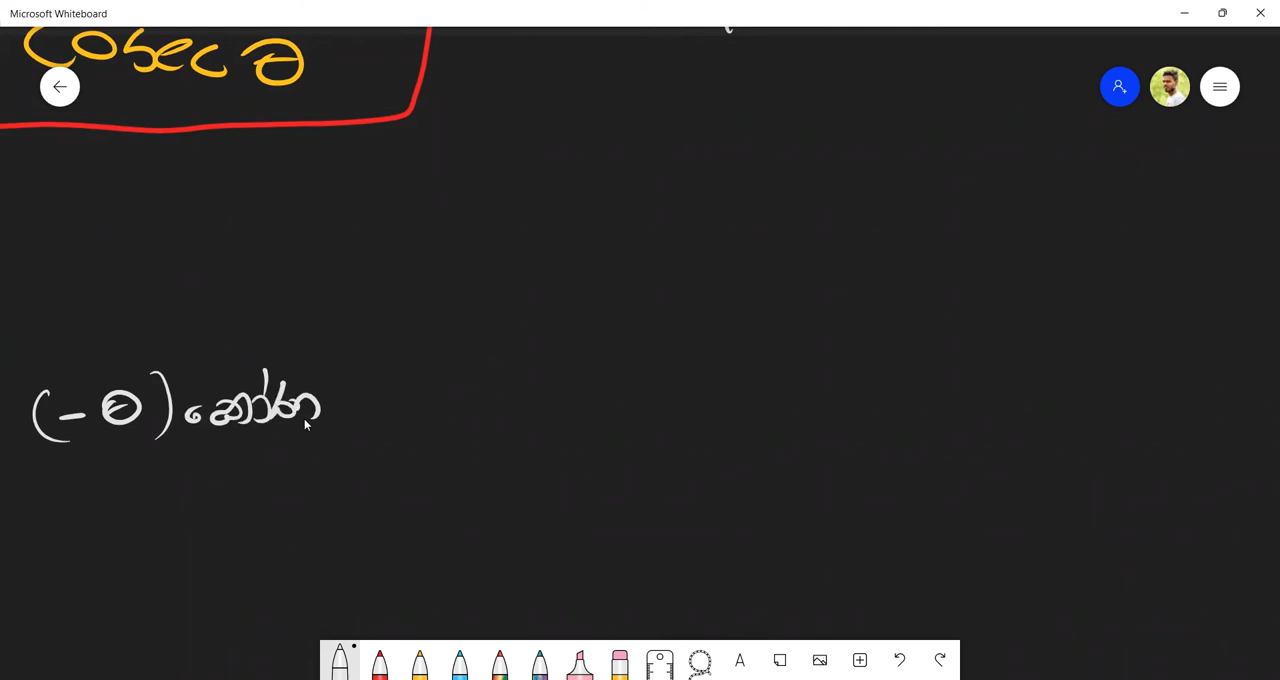 Microsoft Whiteboard
Cosec θ
(-θ) කෝණ